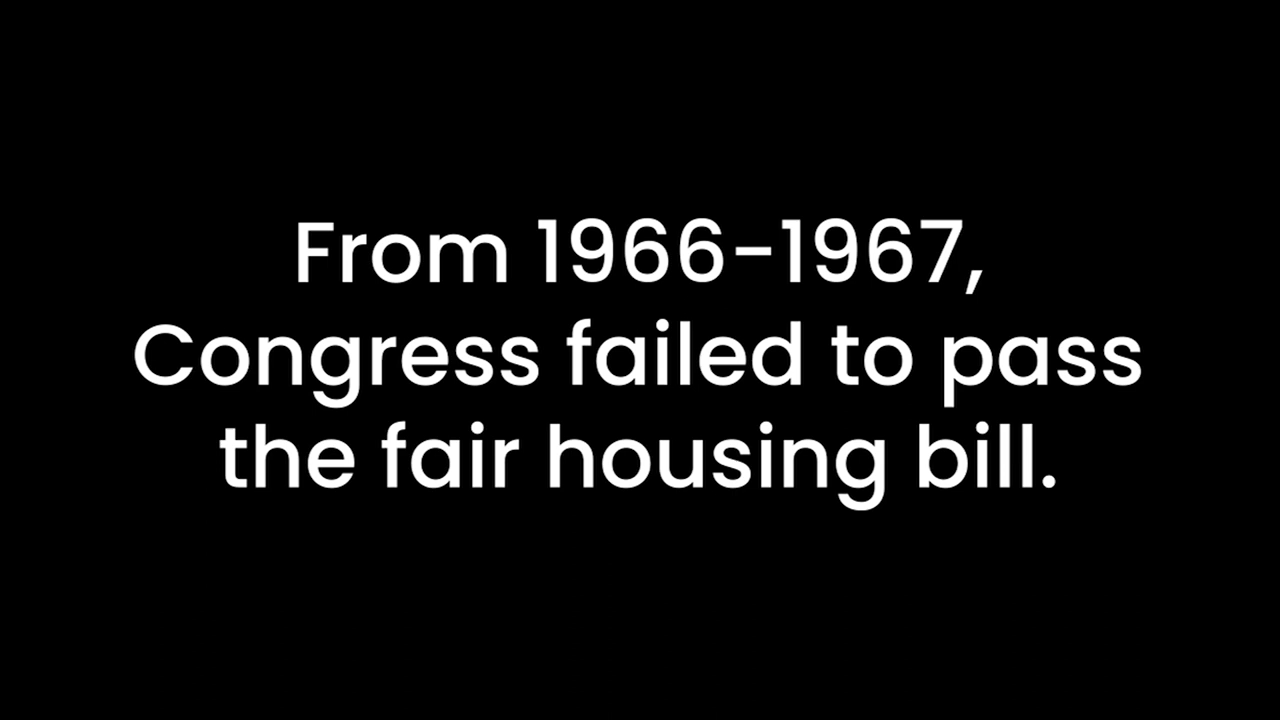 From 1966-1967,
Congress failed to pass
the fair housing bill.